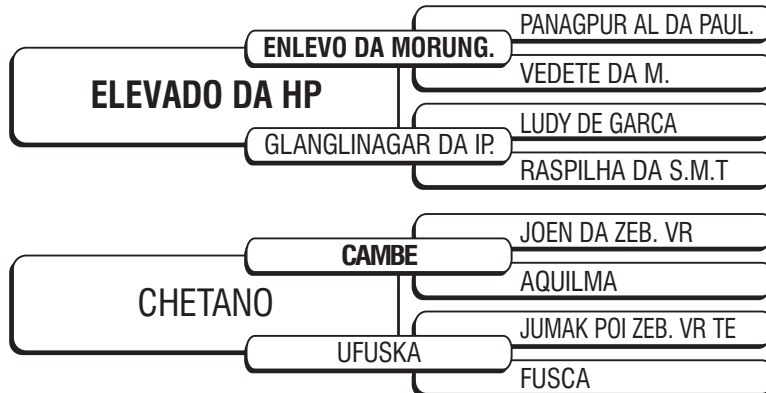 PANAGPUR AL DA PAUL.
ENLEVO DA MORUNG.
VEDETE DA M.
ELEVADO DA HP
LUDY DE GARCA
GLANGLINAGAR DA IP.
RASPILHA DA S.M.T
JOEN DA ZEB. VR
CAMBE
AQUILMA
CHETANO
JUMAK POI ZEB. VR TE
UFUSKA
FUSCA